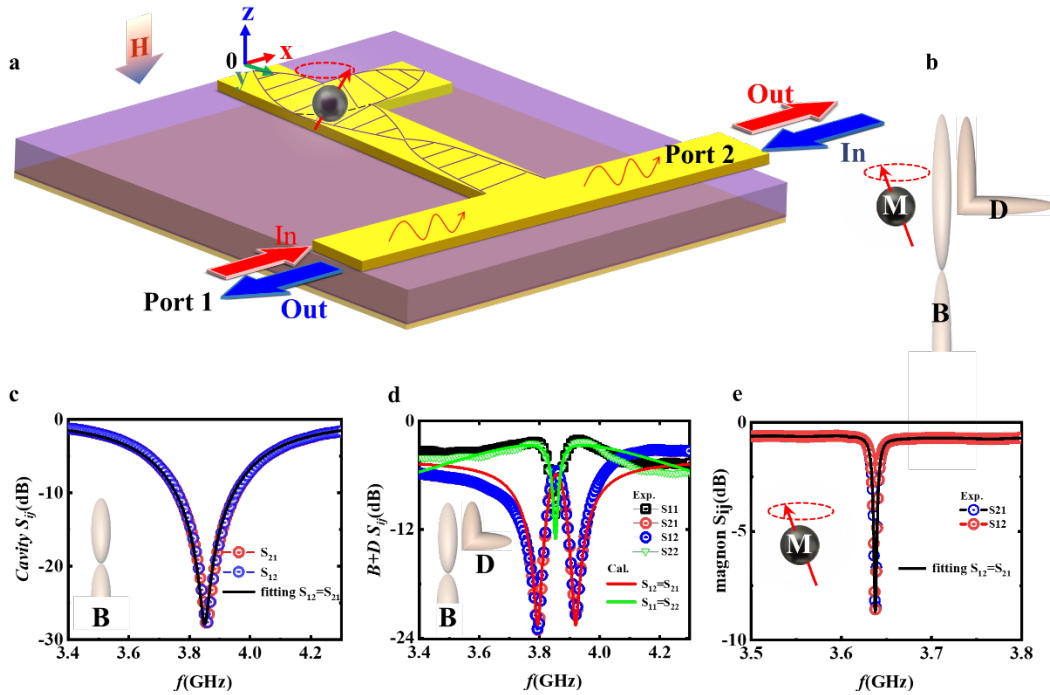 a
H
z
x
y
0
Out
In
Port 2
In
Out
Port 1
b
M
D
B
c
Cavity Sij(dB)
0
-10
-20
-30
3.4 3.6 3.8 4.0 4.2
f(GHz)
S21
S12
fitting S12=S21
B
d
B+D Sij(dB)
0
-12
-24
3.4 3.6 3.8 4.0 4.2
f(GHz)
Exp.
S11
S21
S12
S22
Cal.
S12=S21
S11=S22
D
B
e
magnon Sij(dB)
0
-5
-10
3.5 3.6 3.7 3.8
f(GHz)
Exp.
S21
S12
fitting S12=S21
M